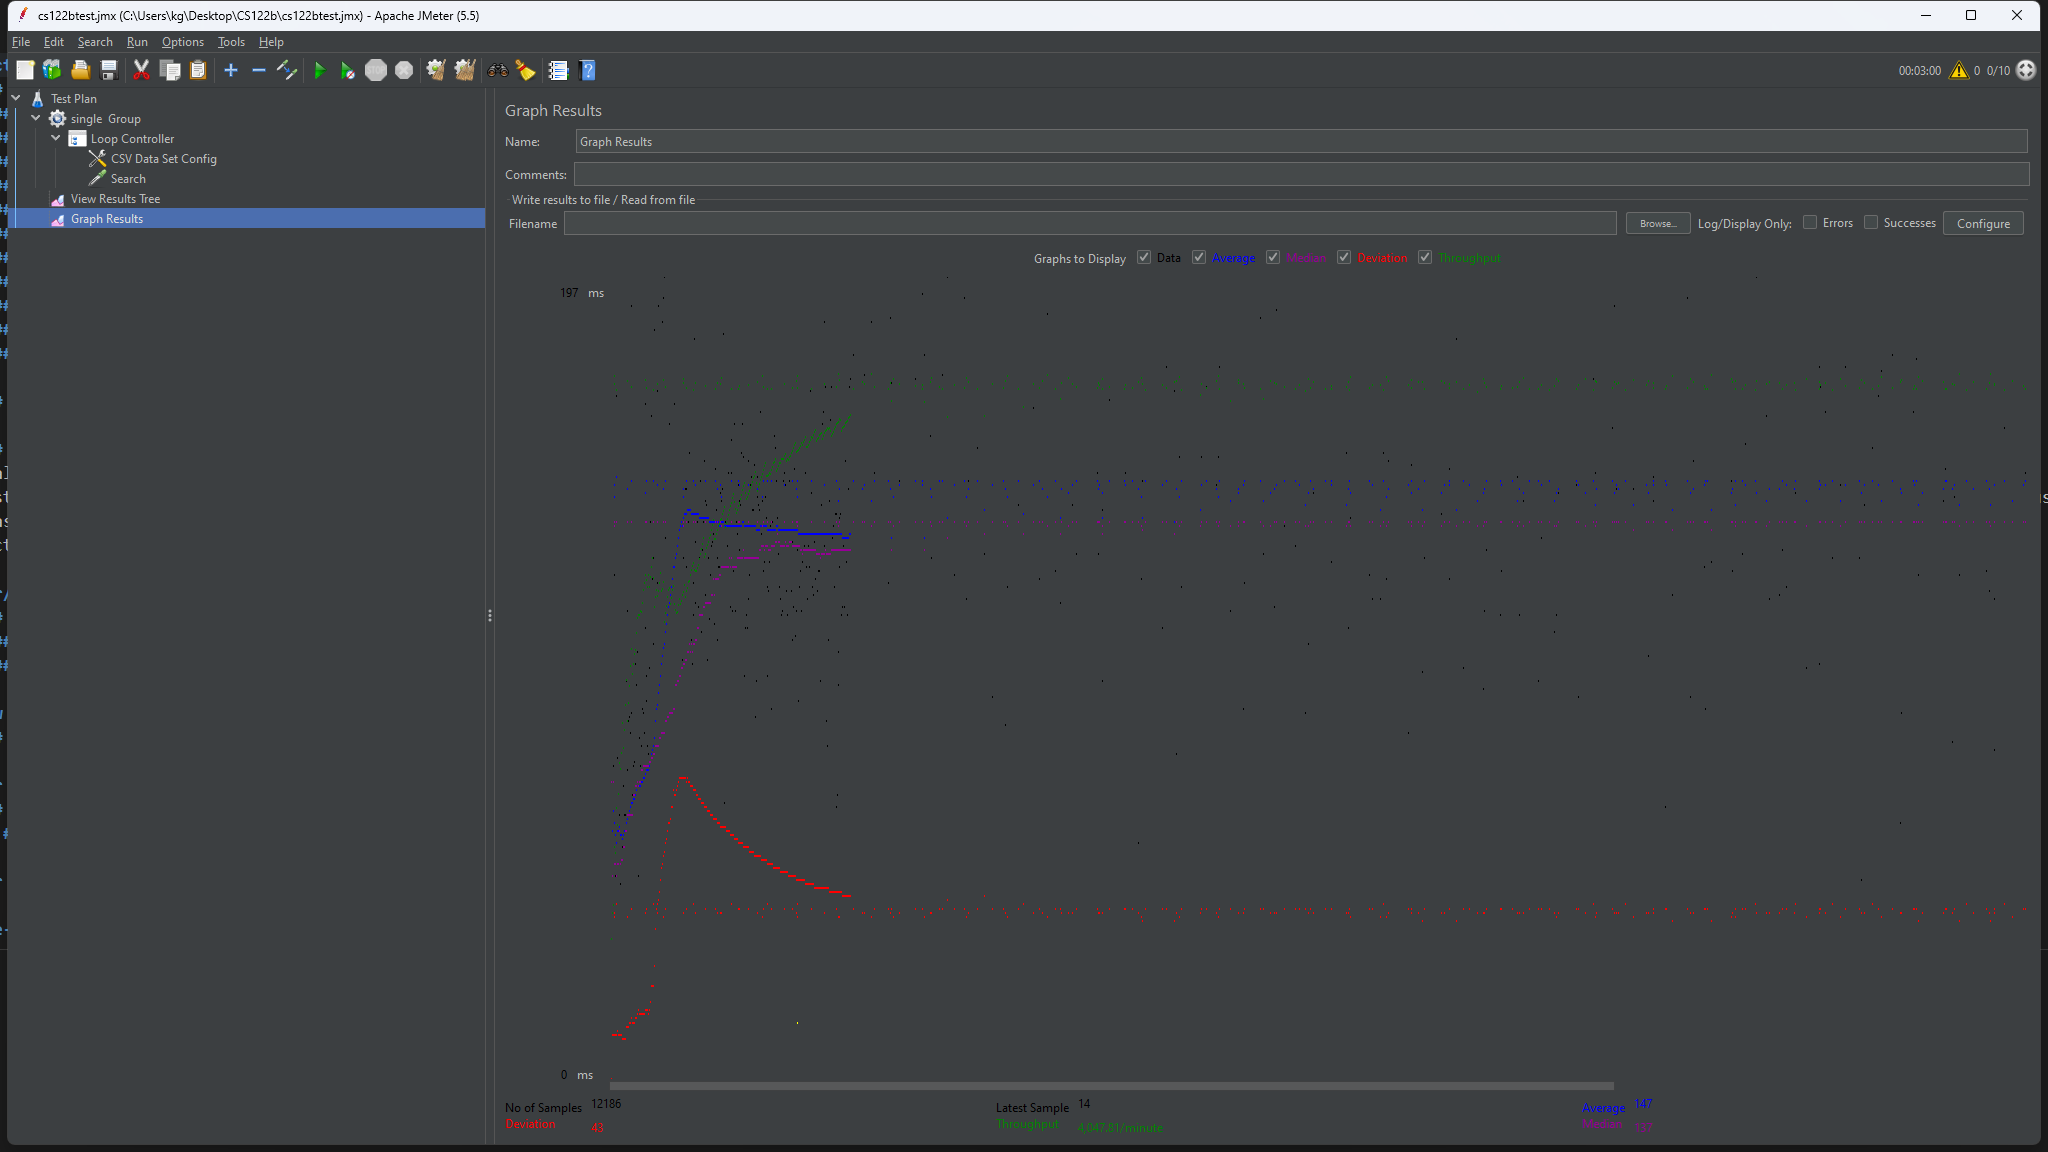 cs122btest.jmx (C:\Users\kg\Desktop\CS122b\cs122btest.jmx) - Apache JMeter (5.5)
File Edit Search Run Options Tools Help
00:03:00 0 0/10
Test Plan
single Group
Loop Controller
CSV Data Set Config
Search
View Results Tree
Graph Results
Graph Results
Name: Graph Results
Comments:
Write results to file / Read from file
Filename Browse... Log/Display Only: Errors Successes Configure
Graphs to Display Data Average Median Deviation Throughput
197 ms
0 ms
No of Samples 12186 Latest Sample 14 Average 147
Deviation 43 Throughput 4,047.81/minute Median